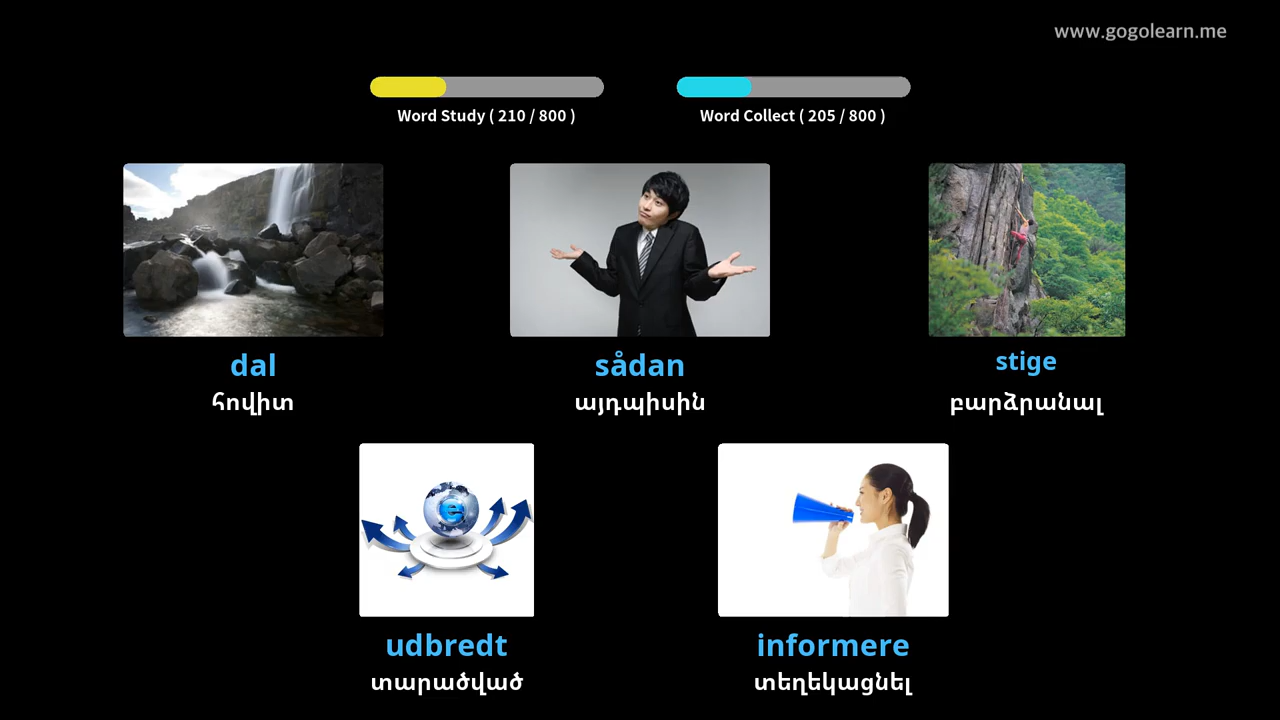 www.gogolearn.me
Word Study ( 210 / 800 )
Word Collect ( 205 / 800 )
dal
հովիտ
sådan
այդպիսին
stige
բարձրանալ
e
udbredt
տարածված
informere
տեղեկացնել